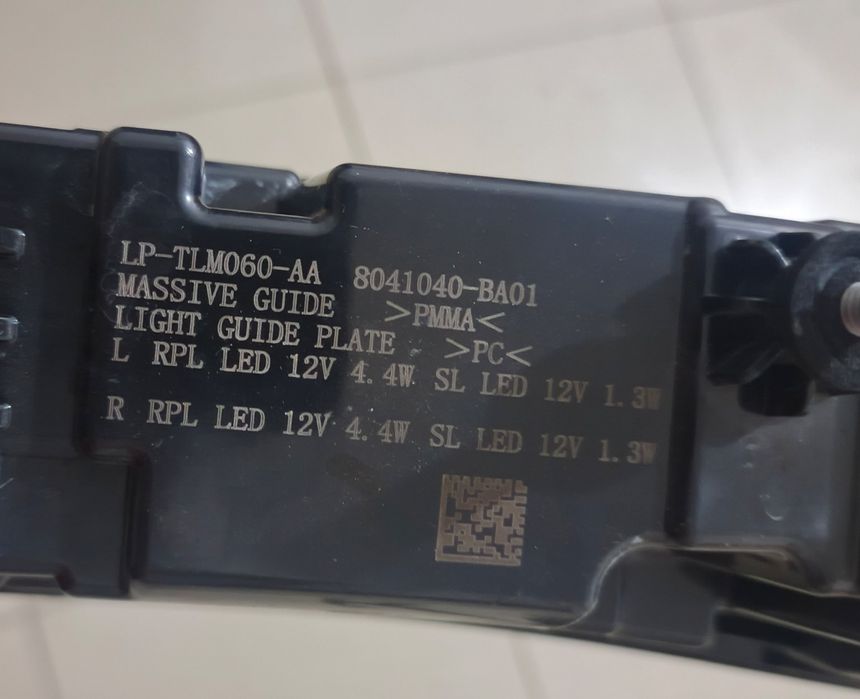 LP-TLM060-AA 8041040-BA01
MASSIVE GUIDE >PMMA<
LIGHT GUIDE PLATE >PC<
L RPL LED 12V 4.4W SL LED 12V 1.3W
R RPL LED 12V 4.4W SL LED 12V 1.3W